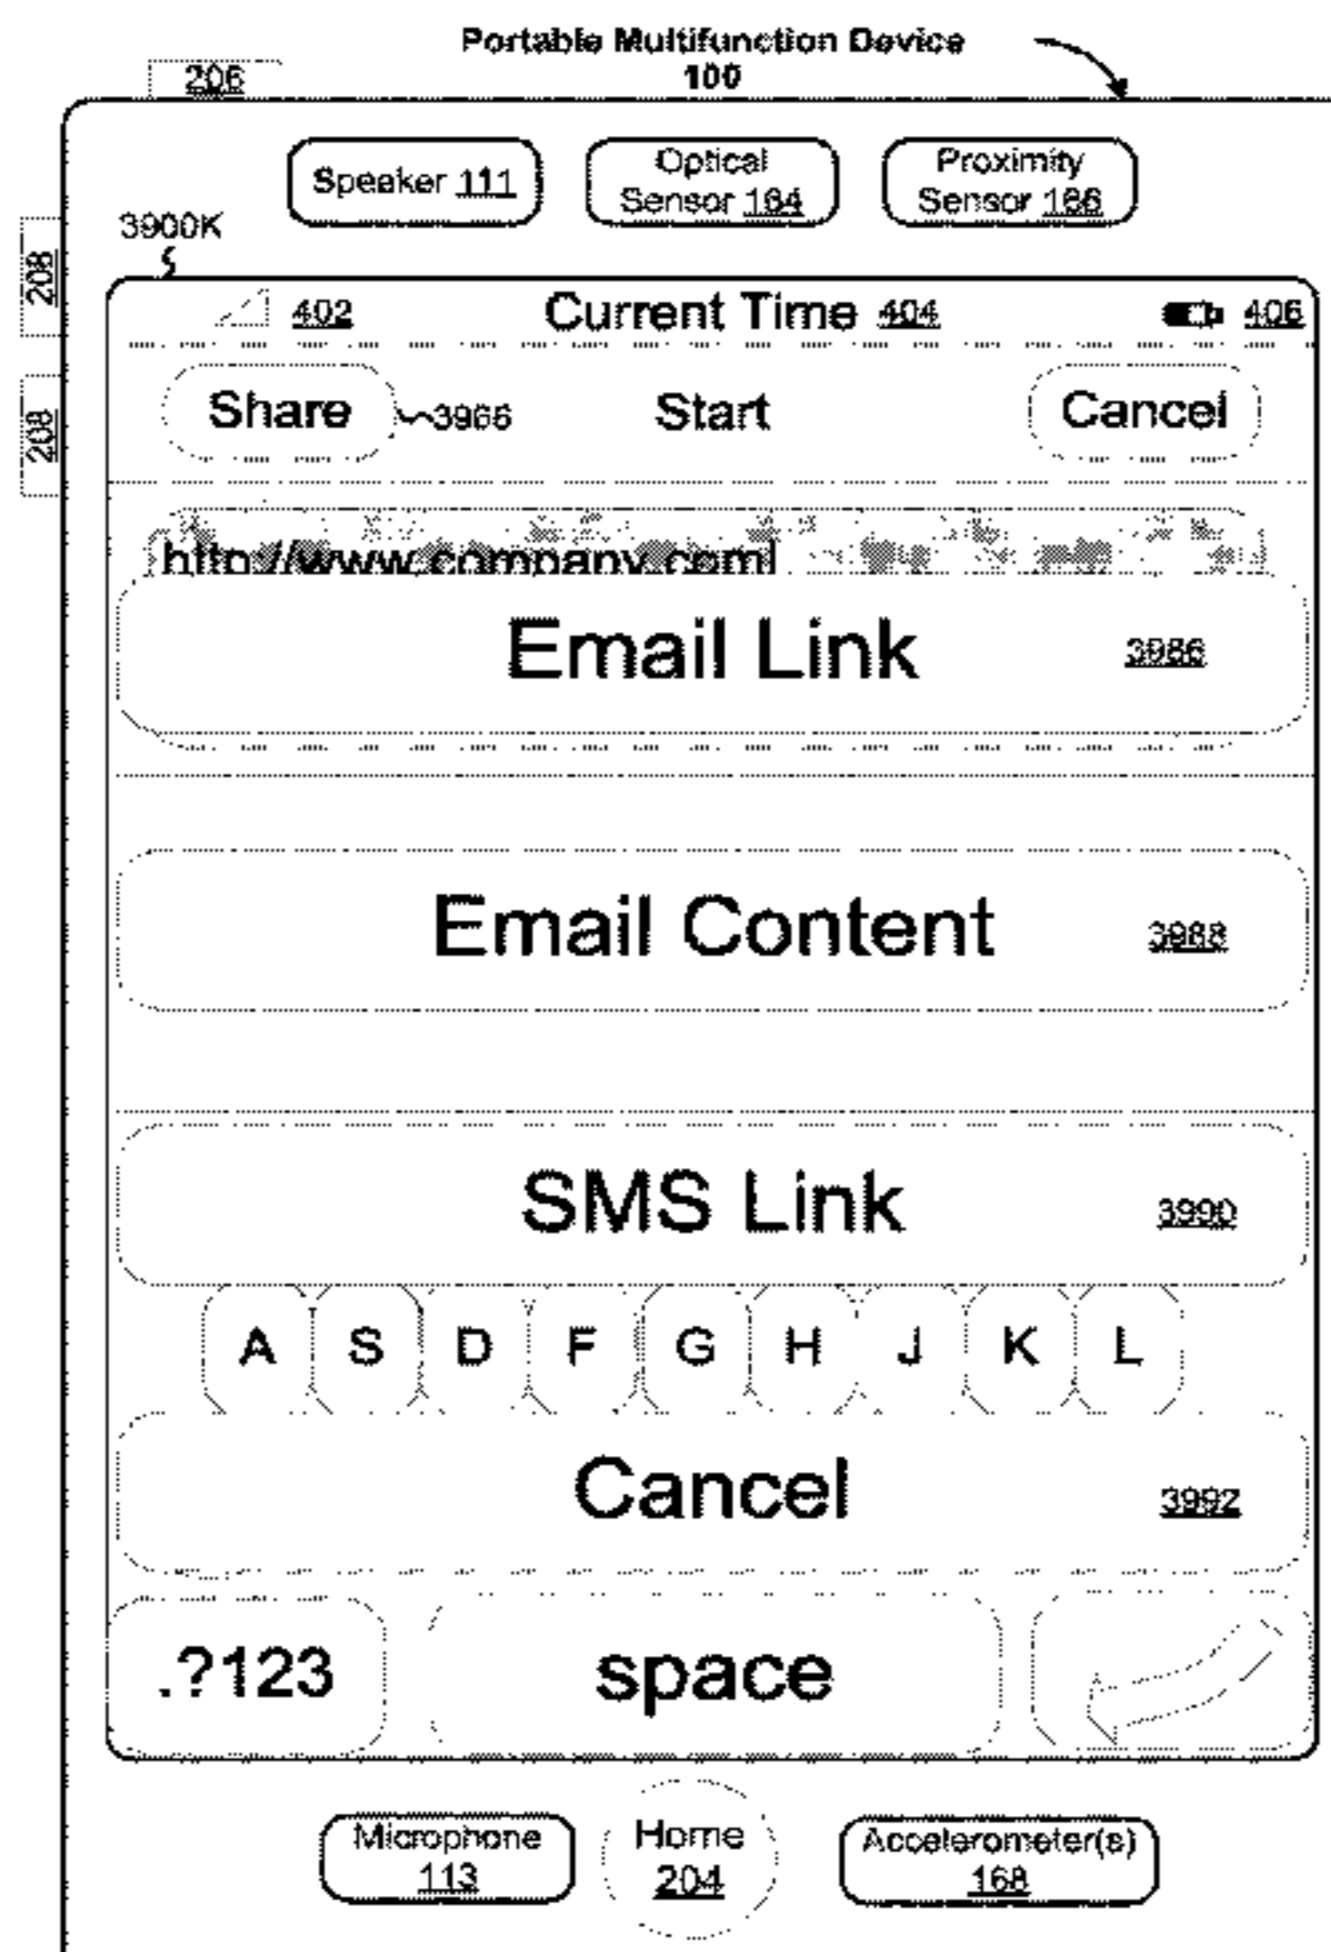 Portable Multifunction Device
100
206
Speaker 111
Optical
Sensor 164
Proximity
Sensor 166
3900K
208
208
402
Current Time 404
406
Share
3966
Start
Cancel
http://www.company.com|
Email Link 3986
Email Content 3988
SMS Link 3990
A S D F G H J K L
Cancel 3992
.?123
space
Microphone
113
Home
204
Accelerometer(s)
168